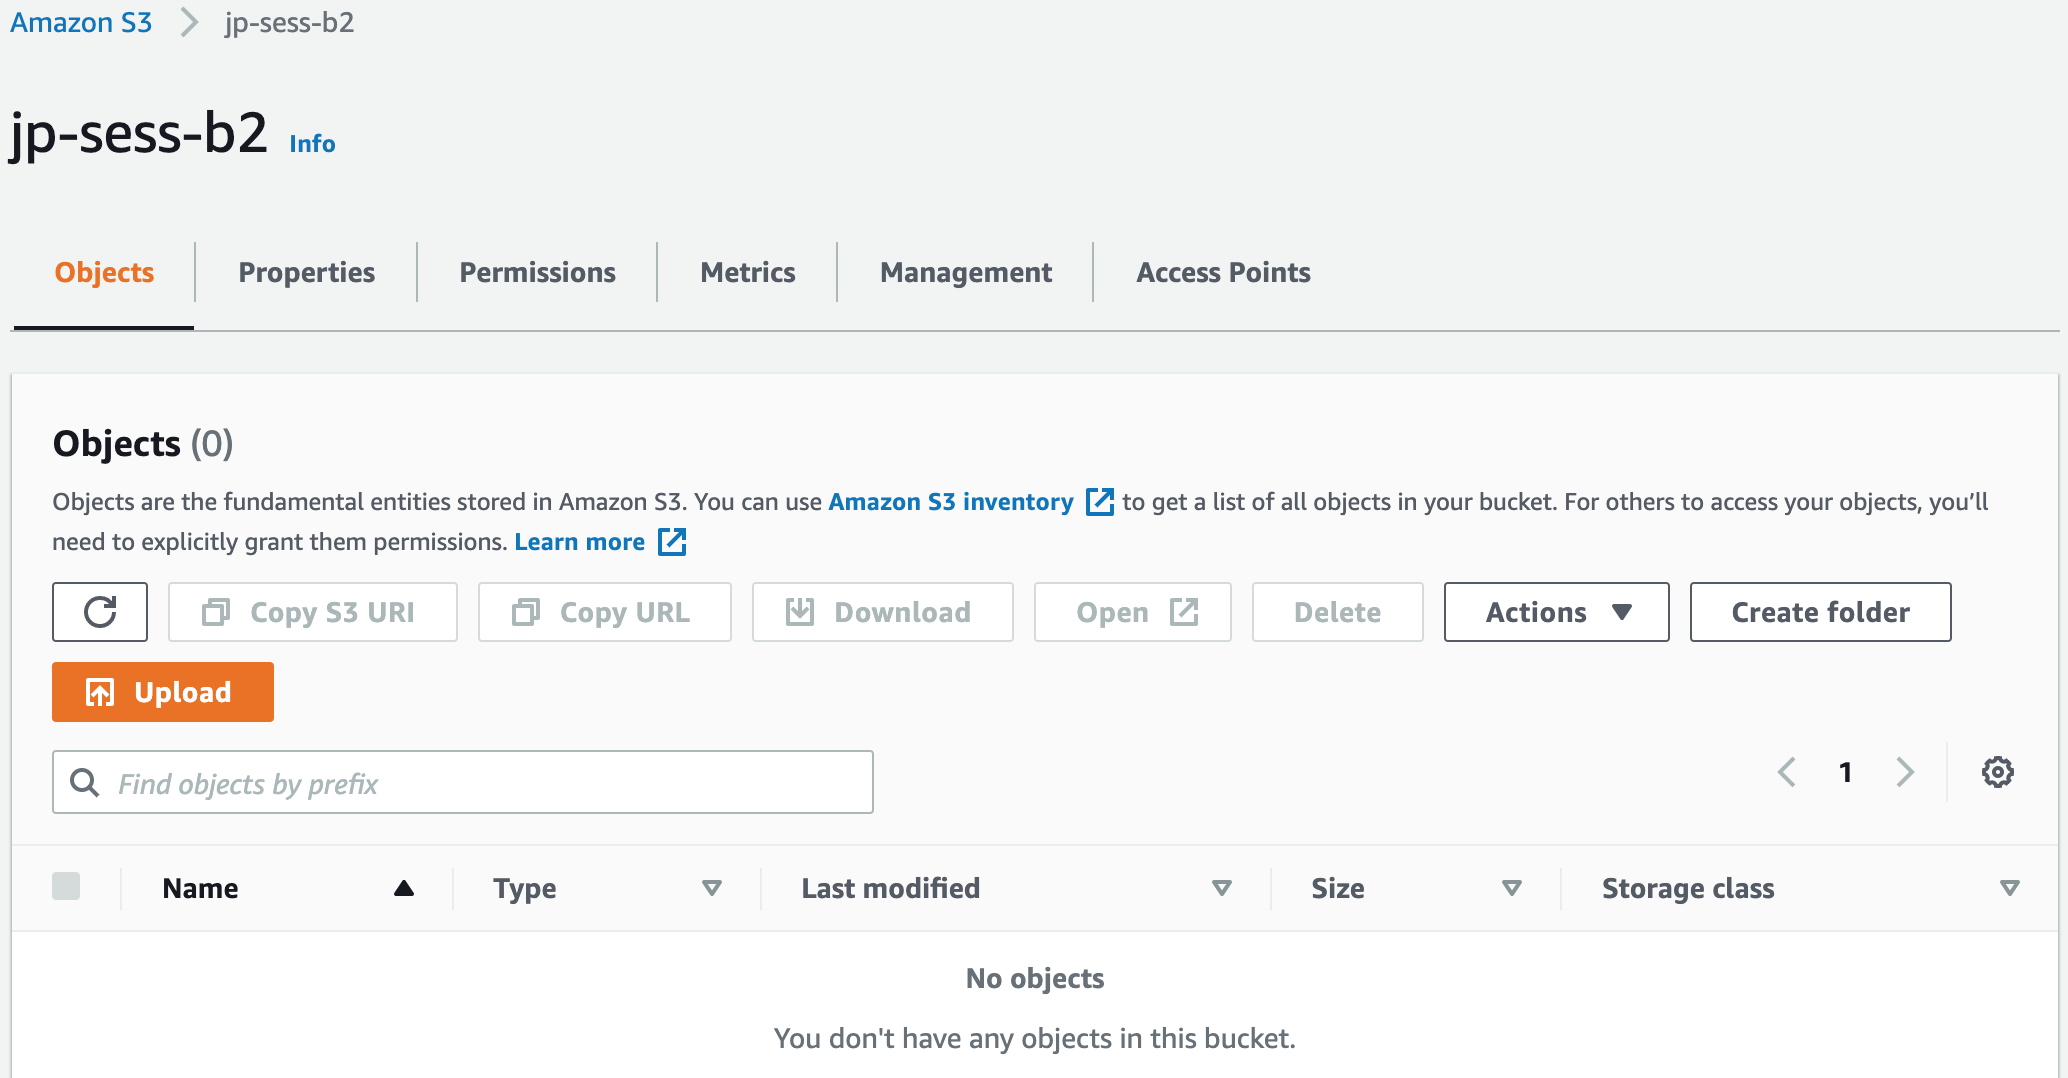 Amazon S3 > jp-sess-b2
jp-sess-b2 Info
Objects Properties Permissions Metrics Management Access Points
Objects (0)
Objects are the fundamental entities stored in Amazon S3. You can use Amazon S3 inventory to get a list of all objects in your bucket. For others to access your objects, you’ll
need to explicitly grant them permissions. Learn more
Copy S3 URI Copy URL Download Open Delete Actions Create folder
Upload
Find objects by prefix 1
Name Type Last modified Size Storage class
No objects
You don't have any objects in this bucket.